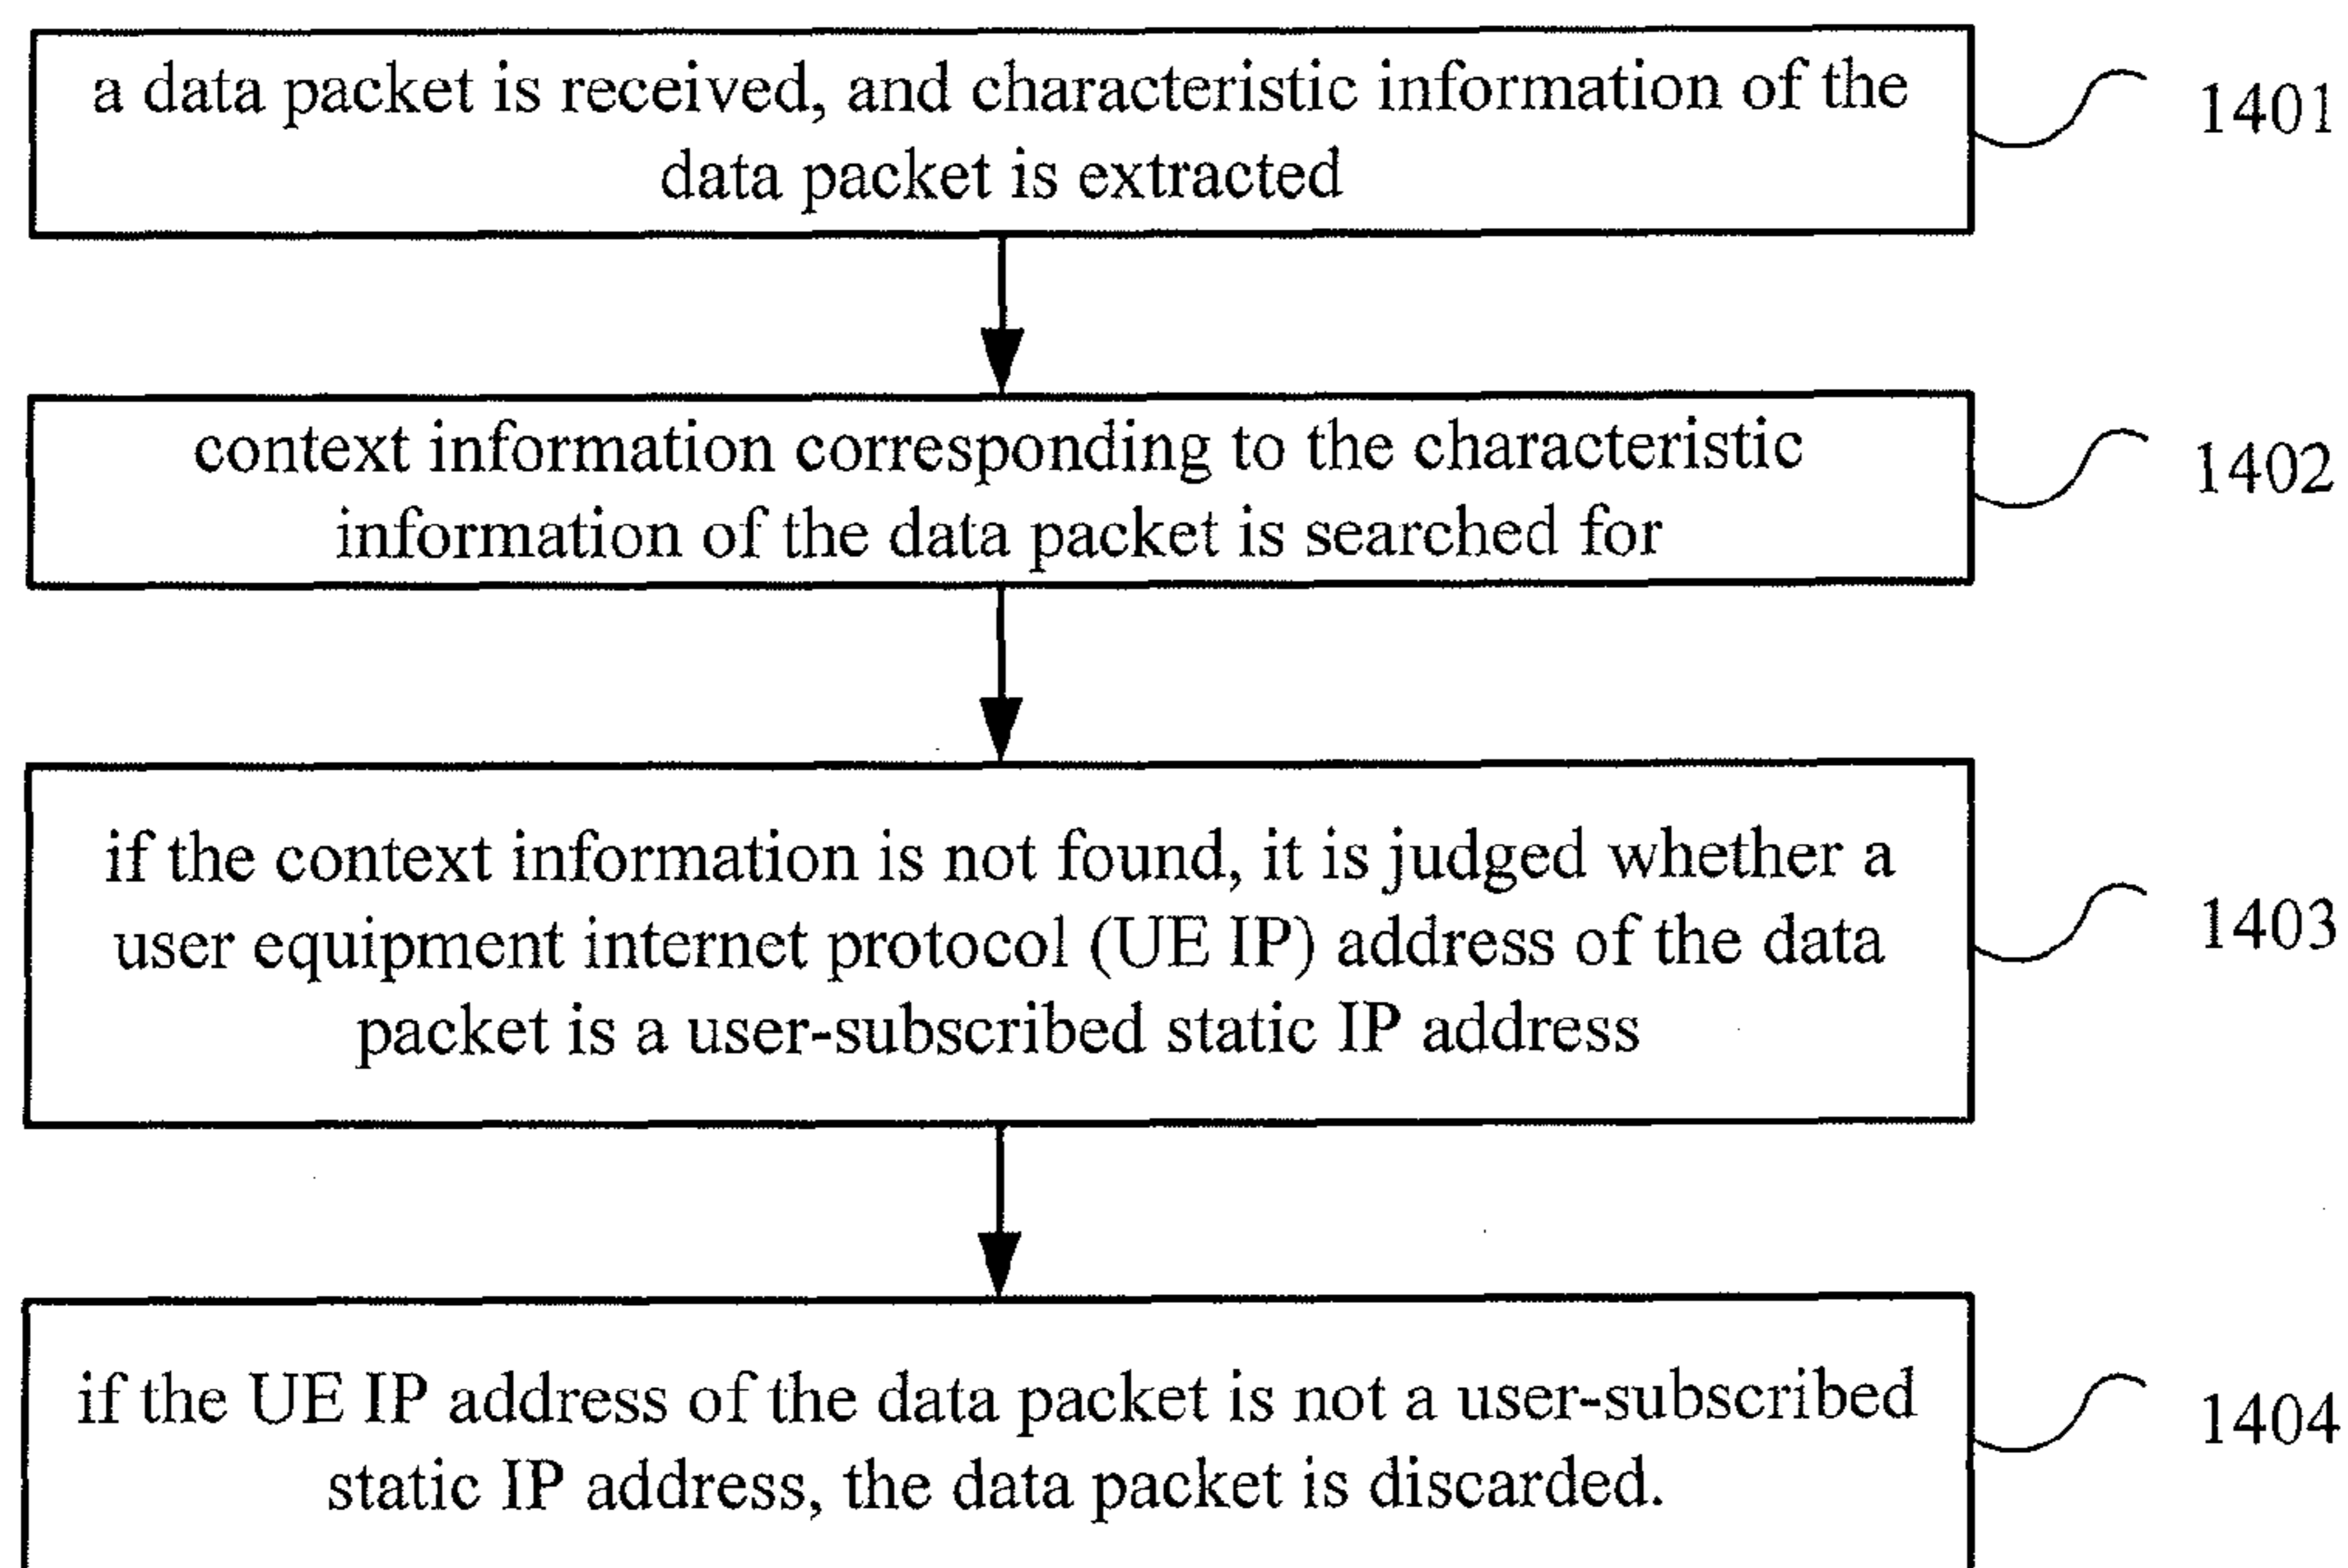 a data packet is received, and characteristic information of the
data packet is extracted
1401
context information corresponding to the characteristic
information of the data packet is searched for
1402
if the context information is not found, it is judged whether a
user equipment internet protocol (UE IP) address of the data
packet is a user-subscribed static IP address
1403
if the UE IP address of the data packet is not a user-subscribed
static IP address, the data packet is discarded.
1404